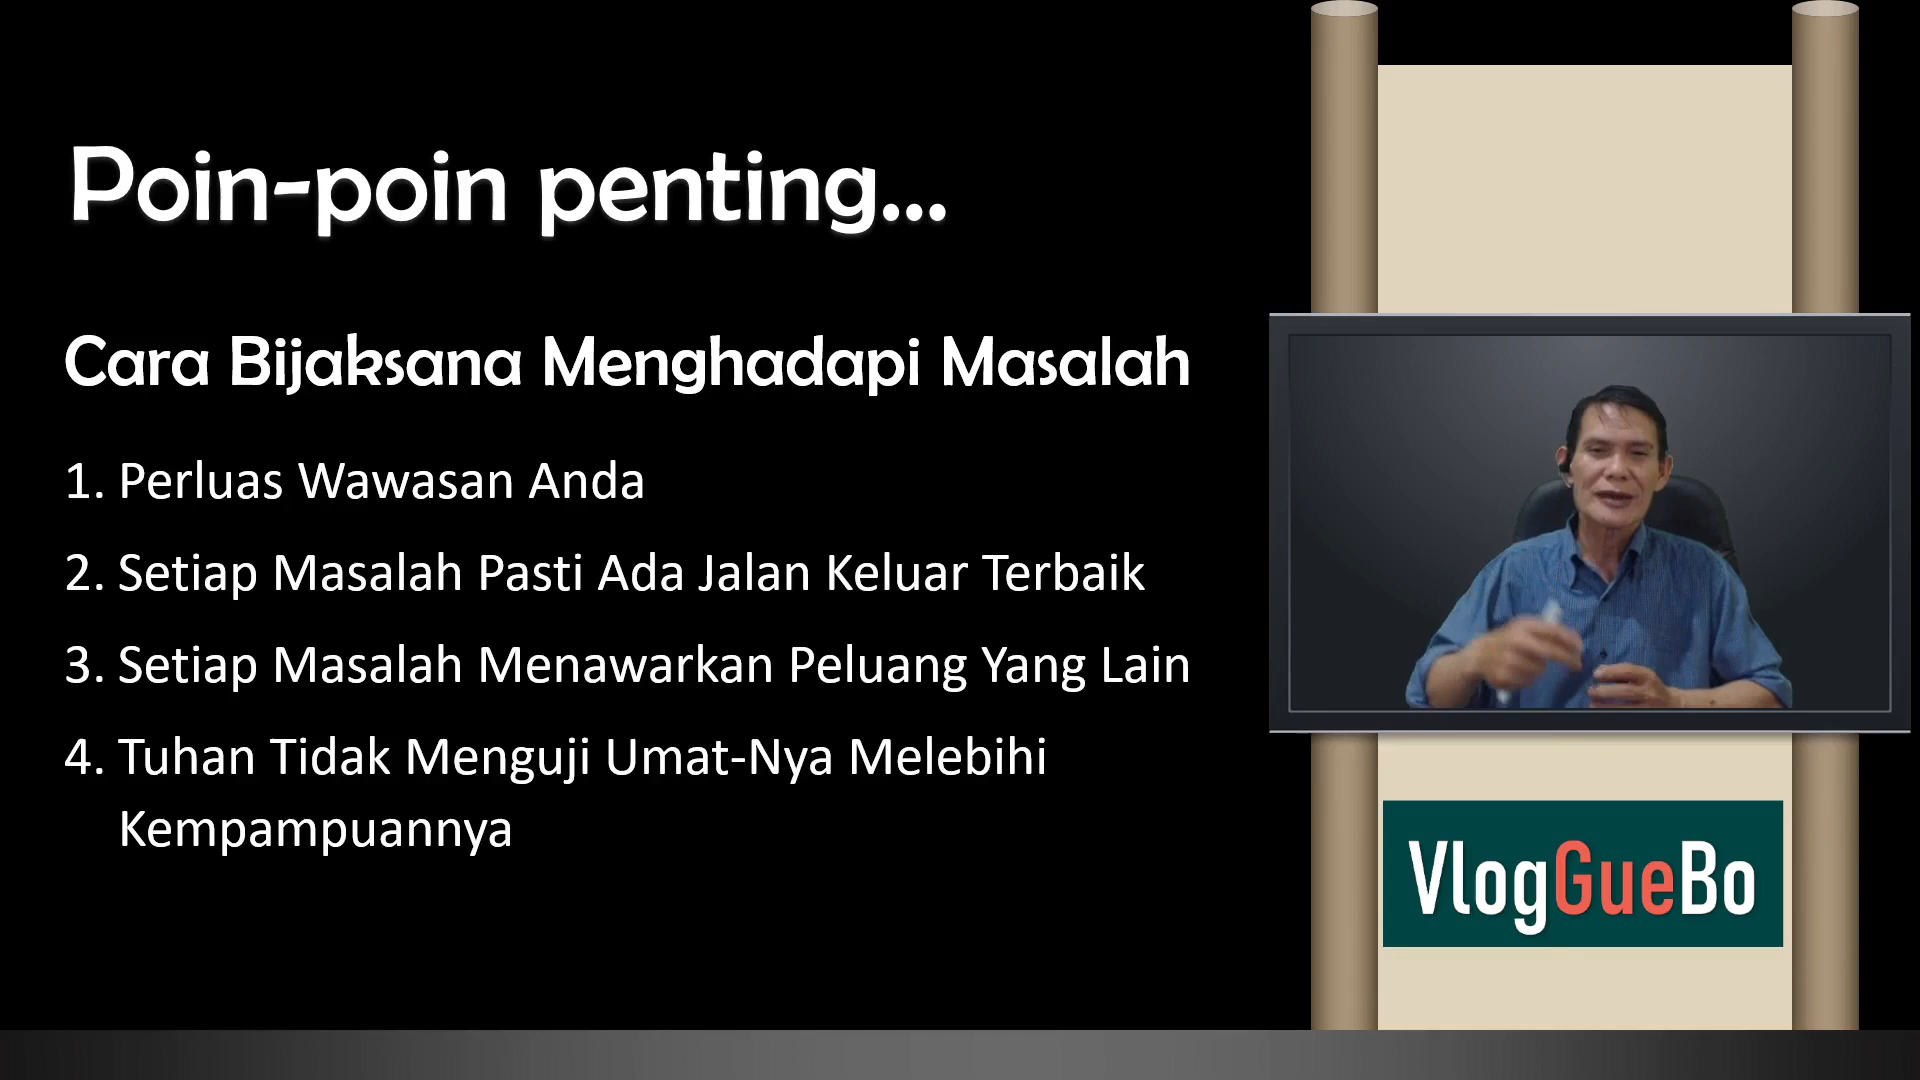 Poin-poin penting...
Cara Bijaksana Menghadapi Masalah
1. Perluas Wawasan Anda
2. Setiap Masalah Pasti Ada Jalan Keluar Terbaik
3. Setiap Masalah Menawarkan Peluang Yang Lain
4. Tuhan Tidak Menguji Umat-Nya Melebihi
Kempampuannya
VlogGueBo